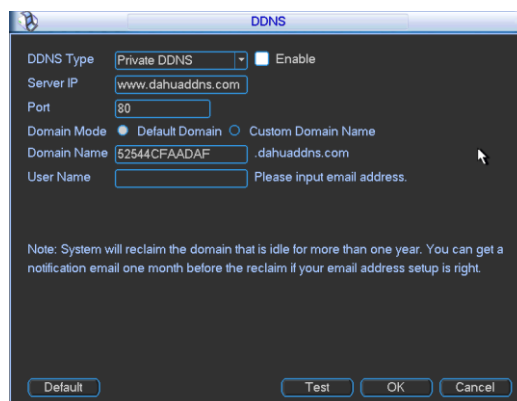 DDNS
DDNS Type Private DDNS Enable
Server IP www.dahuaddns.com
Port 80
Domain Mode Default Domain Custom Domain Name
Domain Name 52544CFAADAF .dahuaddns.com
User Name Please input email address.
Note: System will reclaim the domain that is idle for more than one year. You can get a
notification email one month before the reclaim if your email address setup is right.
Default Test OK Cancel